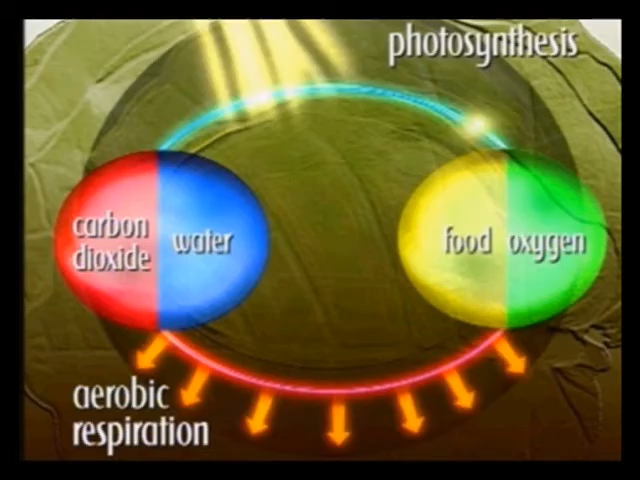 photosynthesis
carbon
dioxide
water
food
oxygen
aerobic
respiration